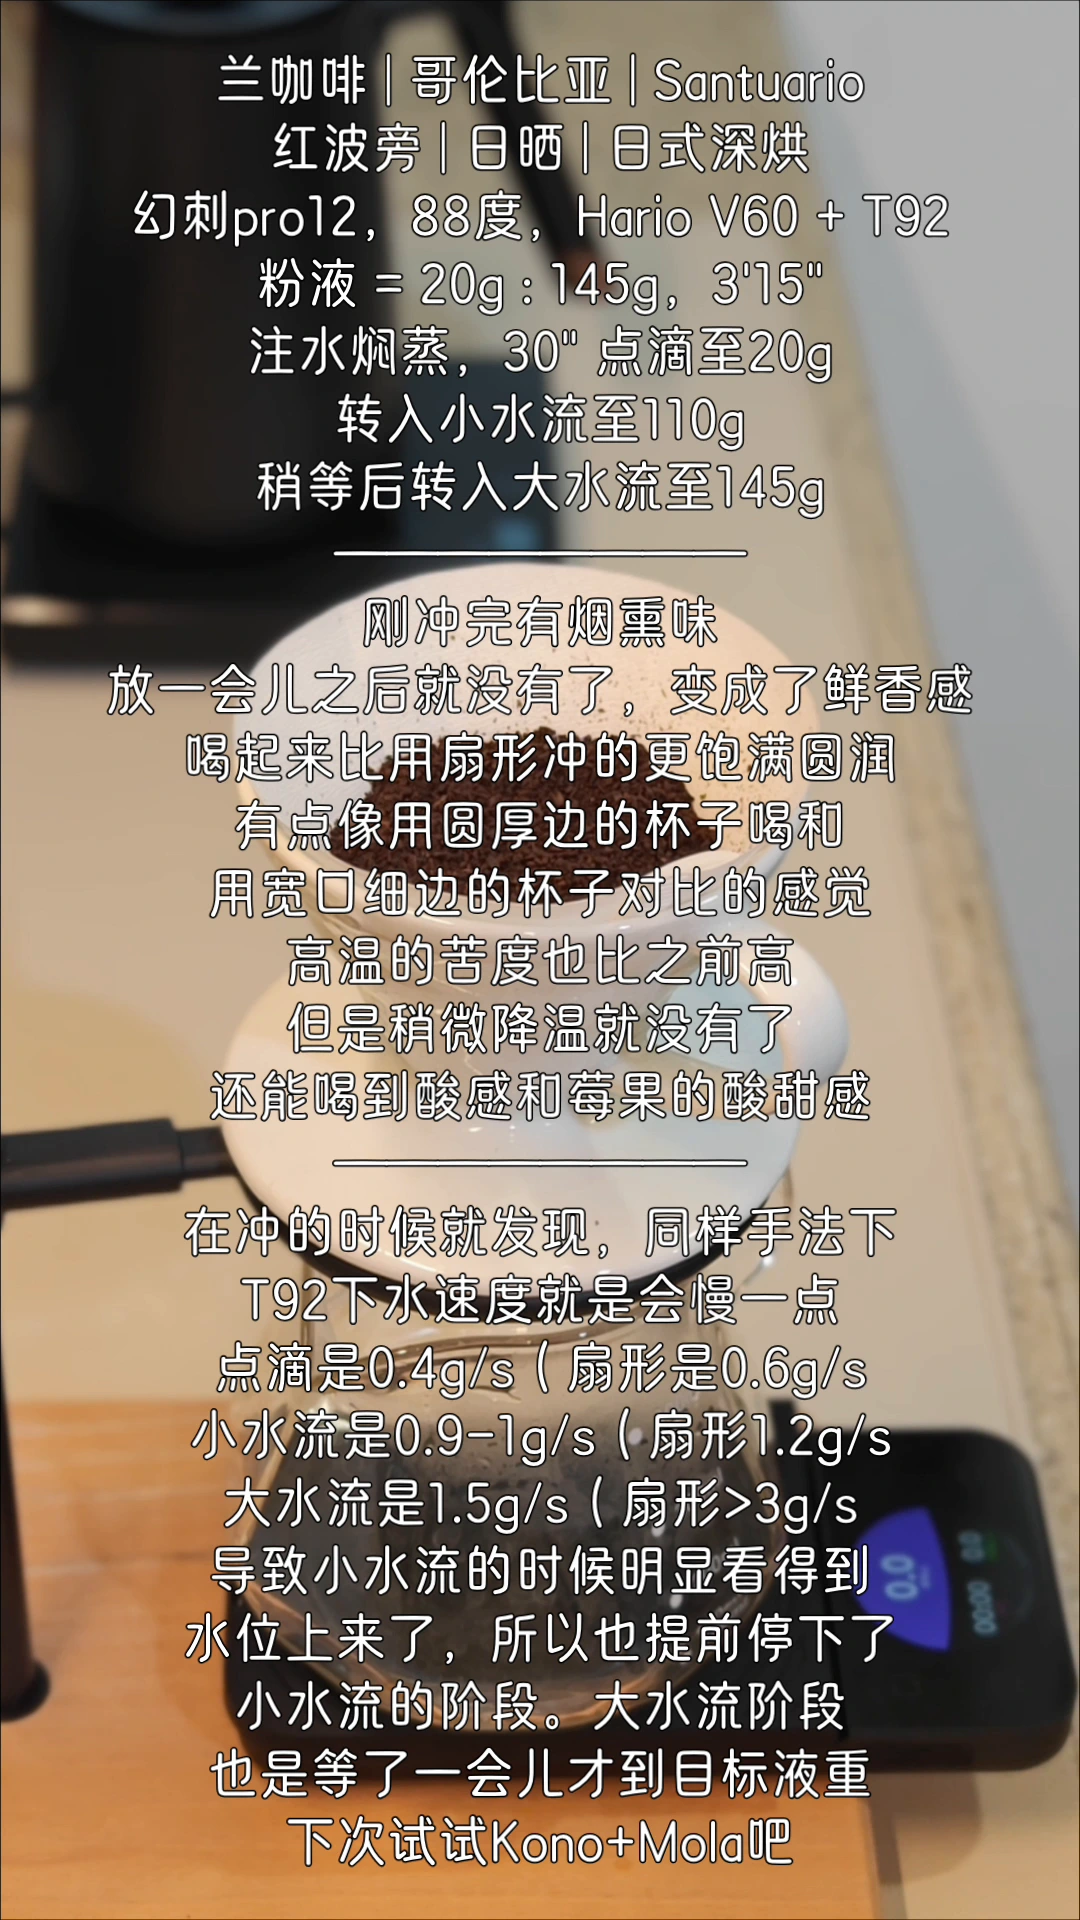 兰咖啡 | 哥伦比亚 | Santuario
红波旁 | 日晒 | 日式深烘
幻刺pro12，88度，Hario V60 + T92
粉液 = 20g : 145g，3'15"
注水焖蒸，30" 点滴至20g
转入小水流至110g
稍等后转入大水流至145g
刚冲完有烟熏味
放一会儿之后就没有了，变成了鲜香感
喝起来比用扇形冲的更饱满圆润
有点像用圆厚边的杯子喝和
用宽口细边的杯子对比的感觉
高温的苦度也比之前高
但是稍微降温就没有了
还能喝到酸感和莓果的酸甜感
在冲的时候就发现，同样手法下
T92下水速度就是会慢一点
点滴是0.4g/s（扇形是0.6g/s
小水流是0.9-1g/s（扇形1.2g/s
大水流是1.5g/s（扇形>3g/s
导致小水流的时候明显看得到
水位上来了，所以也提前停下了
小水流的阶段。大水流阶段
也是等了一会儿才到目标液重
下次试试Kono+Mola吧
0.0
00:00
0.0